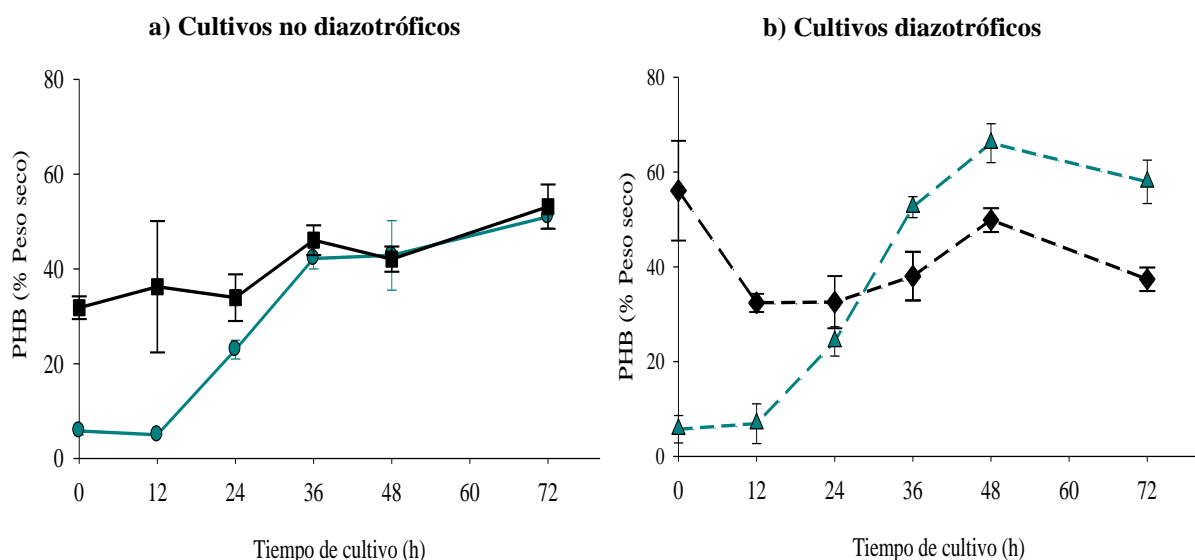 a) Cultivos no diazotróficos
80
60
40
20
0
PHB (% Peso seco)
0 12 24 36 48 60 72
Tiempo de cultivo (h)
b) Cultivos diazotróficos
80
60
40
20
0
PHB (% Peso seco)
0 12 24 36 48 60 72
Tiempo de cultivo (h)